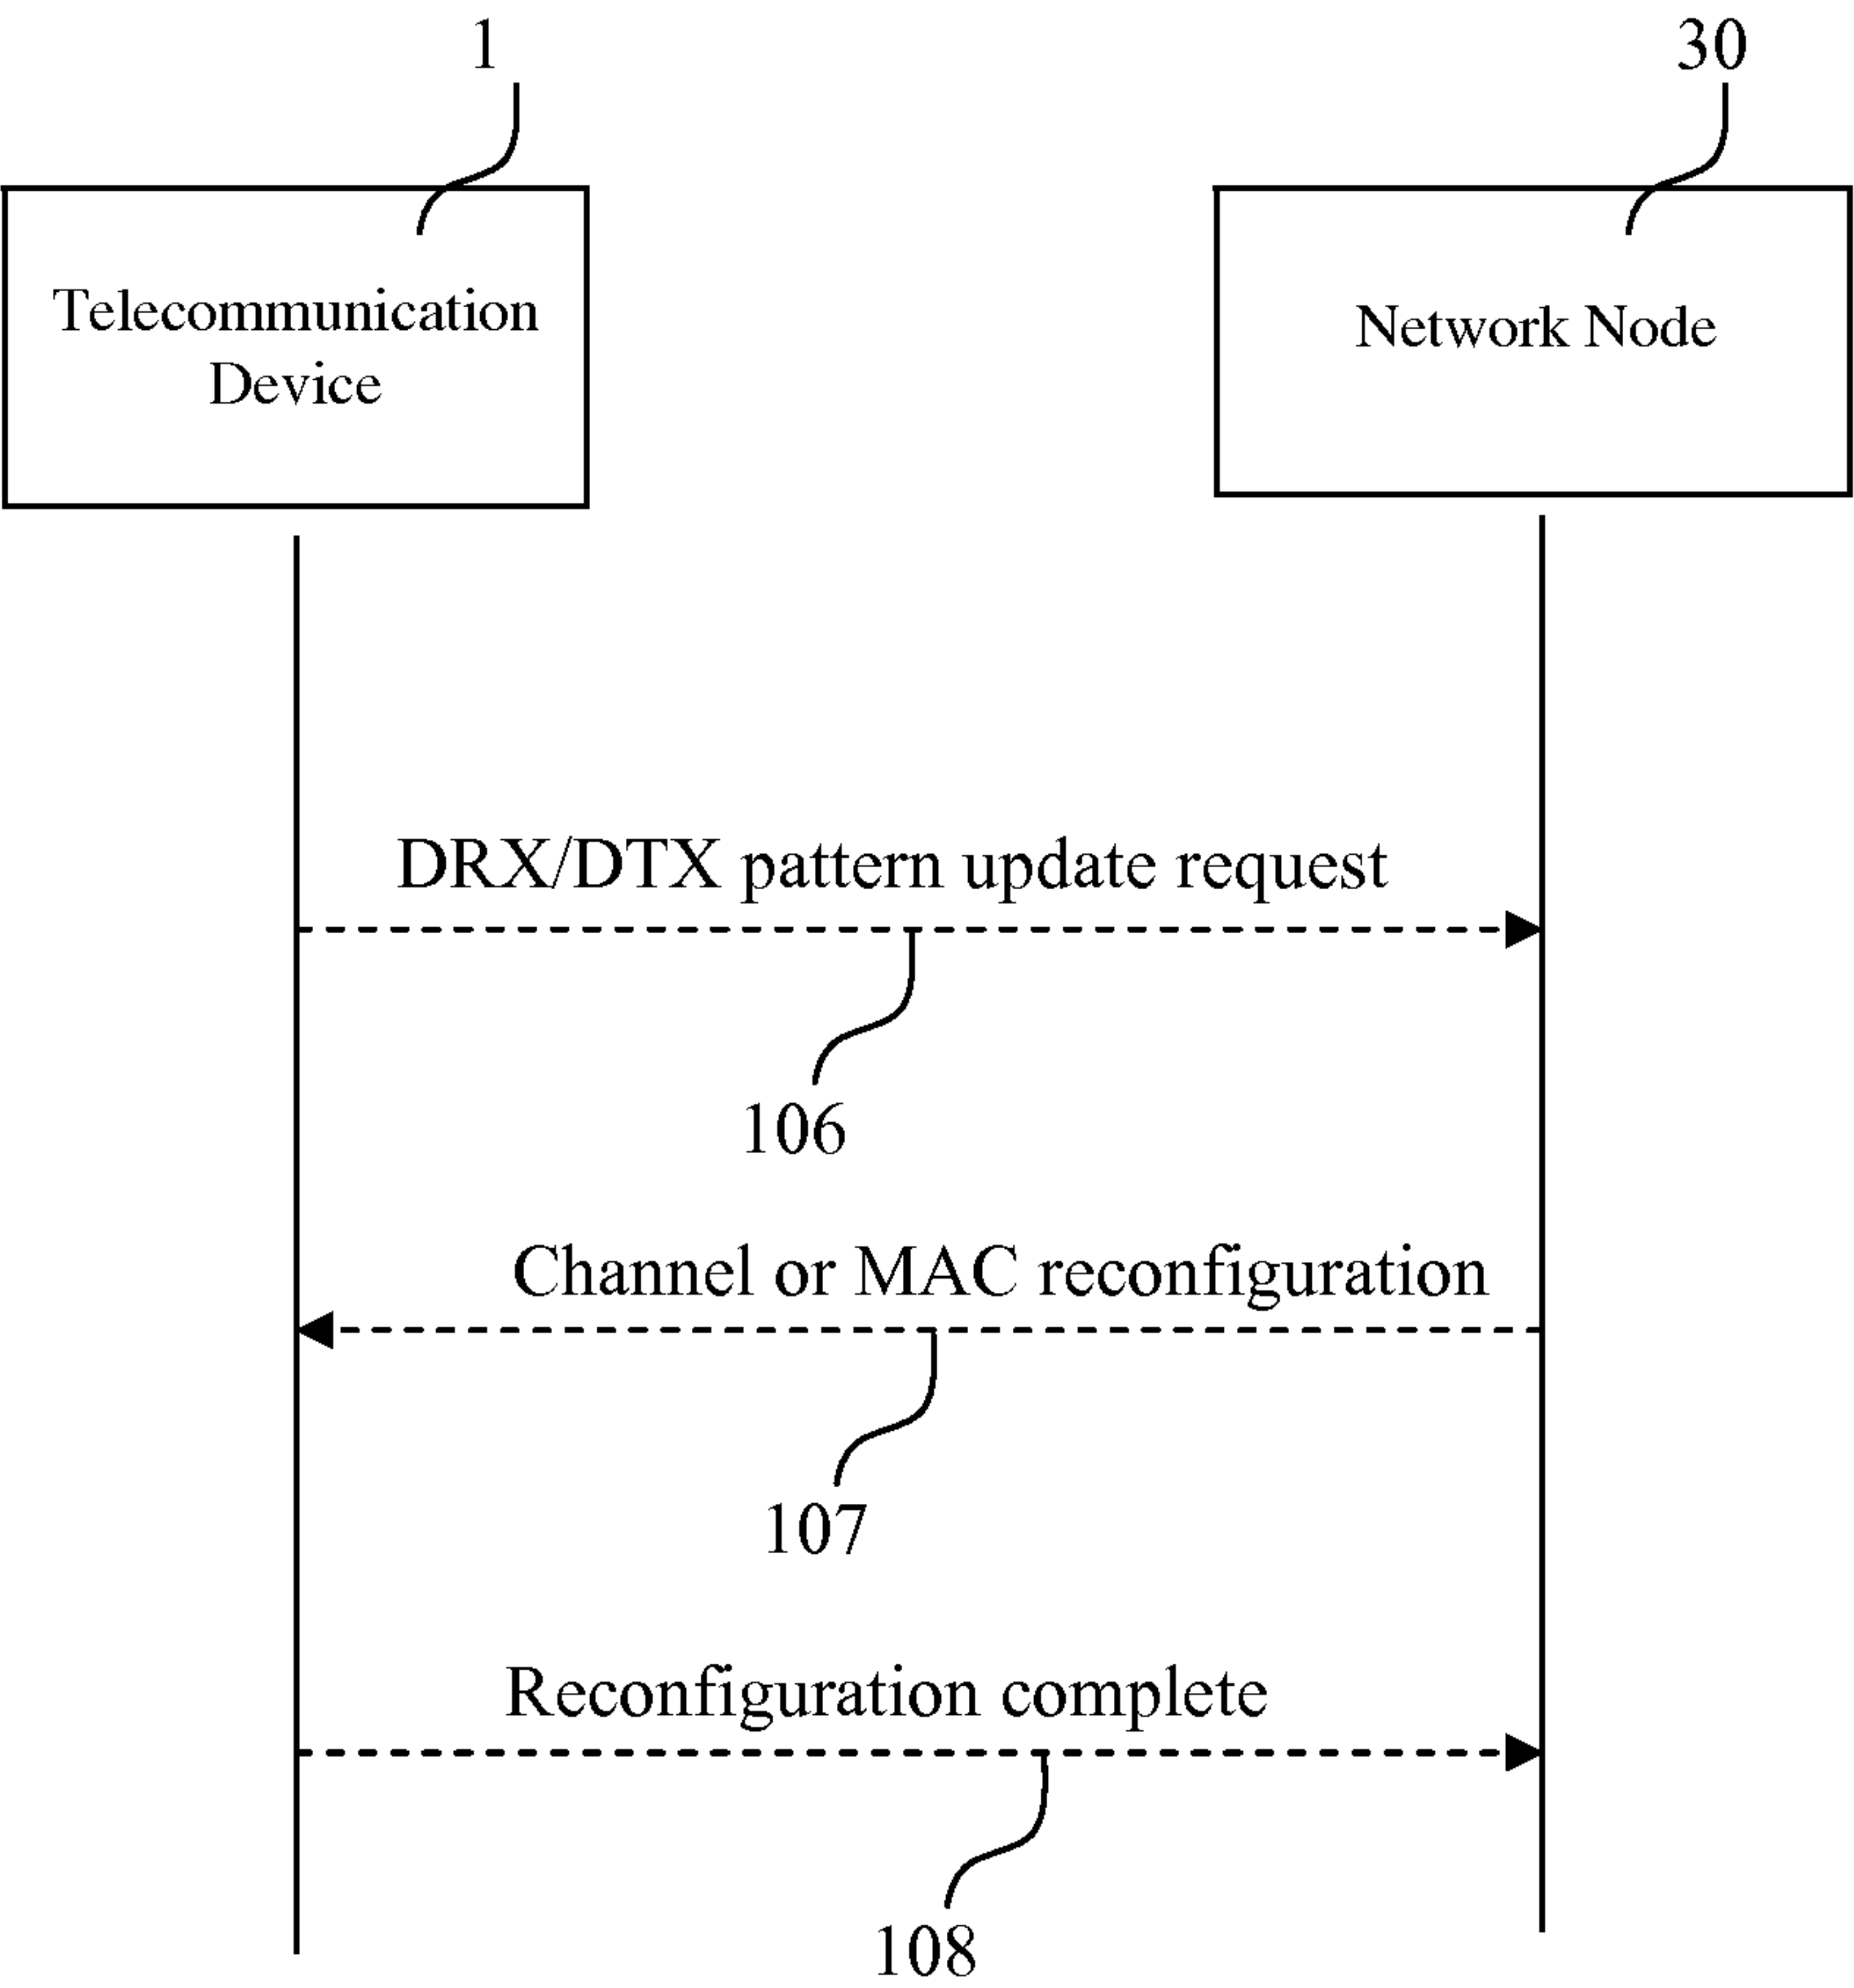 1
30
Telecommunication
Device
Network Node
DRX/DTX pattern update request
106
Channel or MAC reconfiguration
107
Reconfiguration complete
108